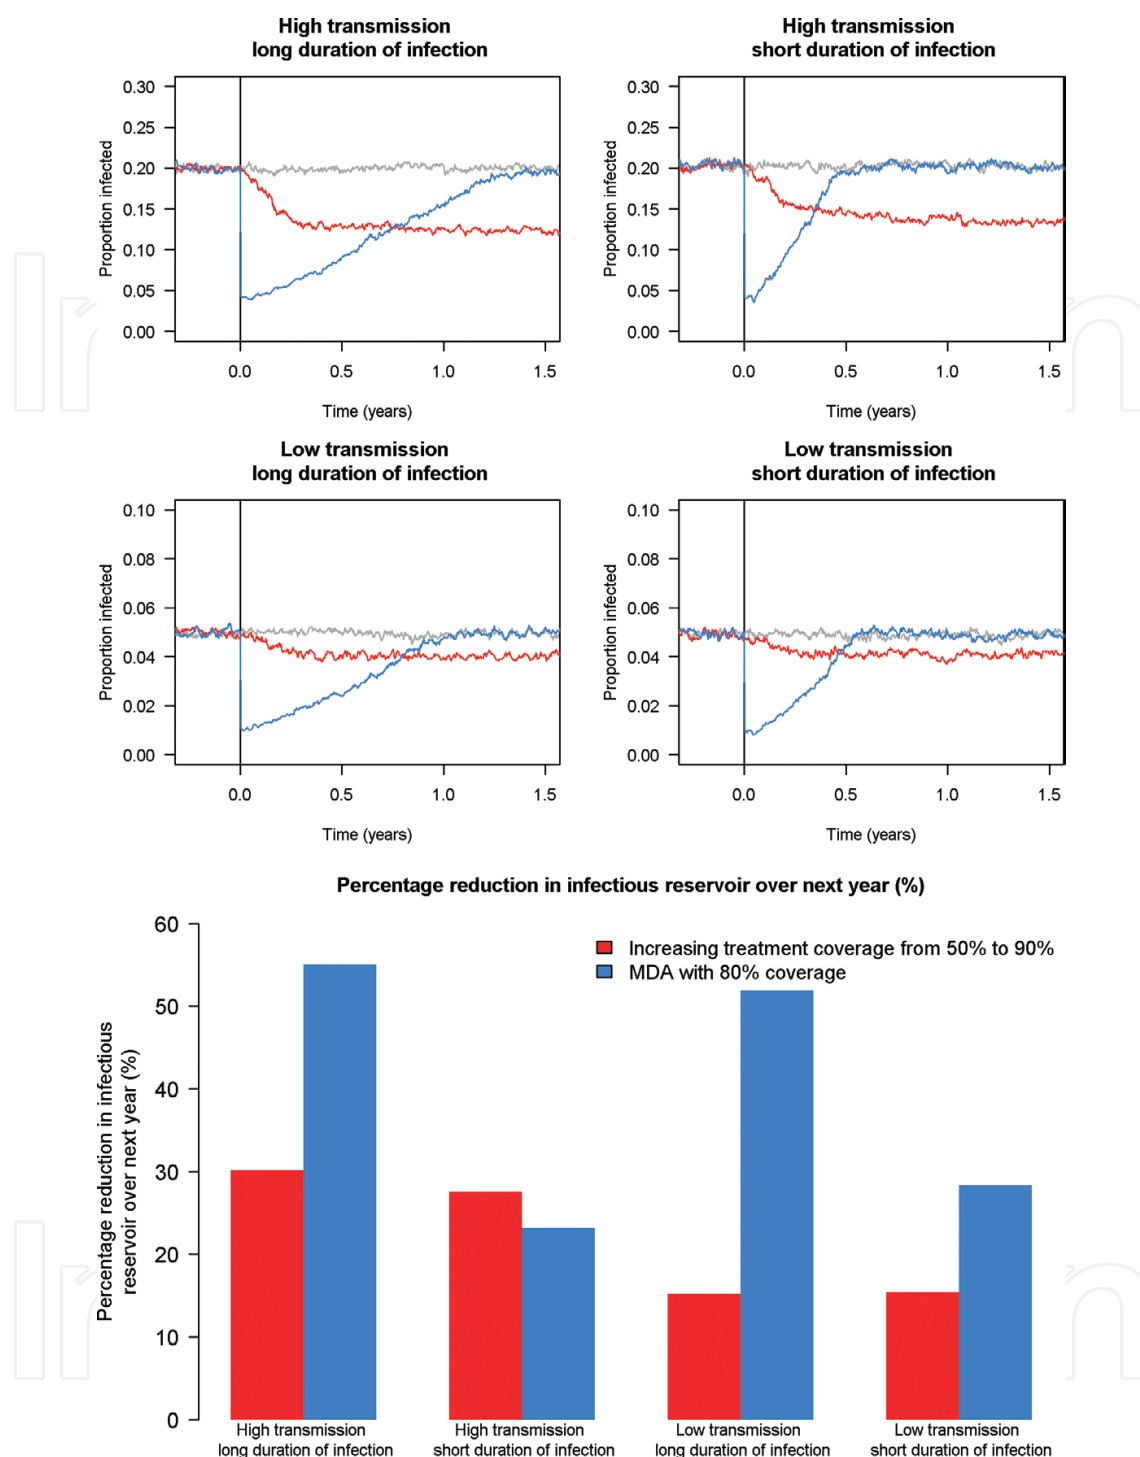 High transmission
long duration of infection
High transmission
short duration of infection
Proportion infected
0.30
0.25
0.20
0.15
0.10
0.05
0.00
0.0 0.5 1.0 1.5
Time (years)
Proportion infected
0.30
0.25
0.20
0.15
0.10
0.05
0.00
0.0 0.5 1.0 1.5
Time (years)
Low transmission
long duration of infection
Low transmission
short duration of infection
Proportion infected
0.10
0.08
0.06
0.04
0.02
0.00
0.0 0.5 1.0 1.5
Time (years)
Proportion infected
0.10
0.08
0.06
0.04
0.02
0.00
0.0 0.5 1.0 1.5
Time (years)
Percentage reduction in infectious reservoir over next year (%)
Percentage reduction in infectious
reservoir over next year (%)
60
50
40
30
20
10
0
Increasing treatment coverage from 50% to 90%
MDA with 80% coverage
High transmission
long duration of infection
High transmission
short duration of infection
Low transmission
long duration of infection
Low transmission
short duration of infection